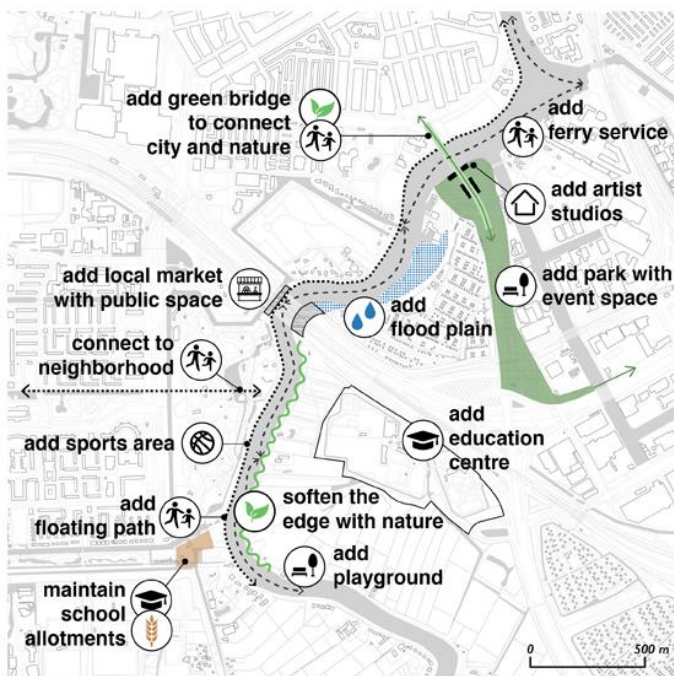 add green bridge
to connect
city and nature
add
ferry service
add artist
studios
add local market
with public space
add park with
event space
add
flood plain
connect to
neighborhood
add sports area
add
education
centre
add
floating path
soften the
edge with nature
add
playground
maintain
school
allotments
0 500 m